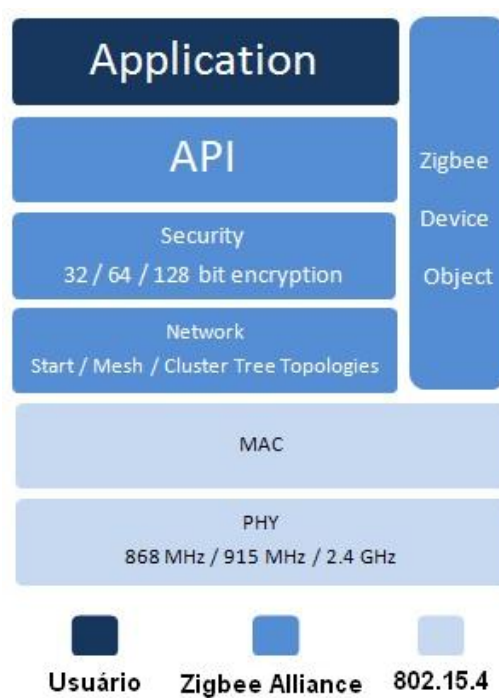 Application
API
Security
32 / 64 / 128 bit encryption
Network
Start / Mesh / Cluster Tree Topologies
Zigbee
Device
Object
MAC
PHY
868 MHz / 915 MHz / 2.4 GHz
Usuário
Zigbee Alliance
802.15.4